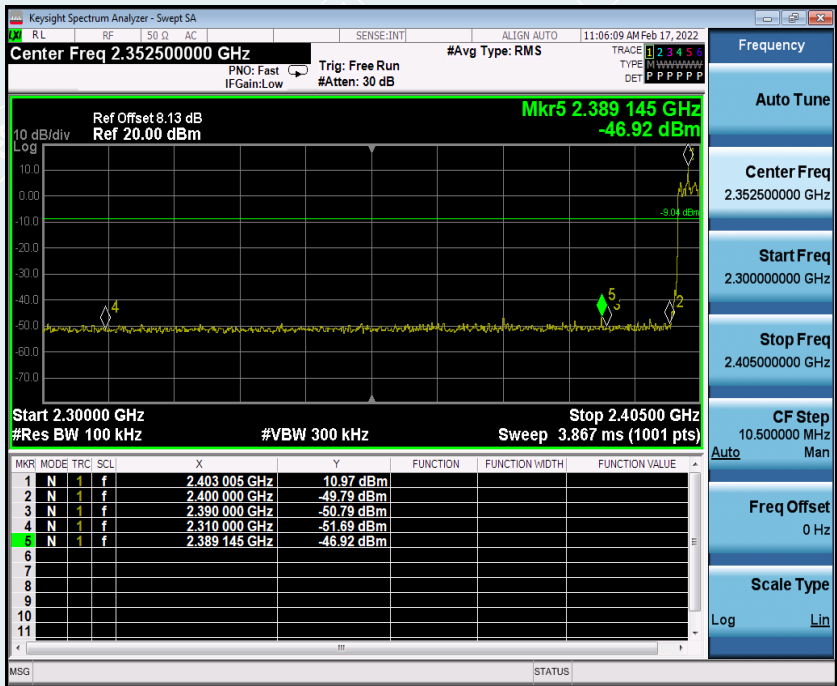 Keysight Spectrum Analyzer - Swept SA
LXI RL RF 50 Ω AC SENSE:INT ALIGN AUTO 11:06:09 AM Feb 17, 2022
Center Freq 2.352500000 GHz
PNO: Fast
IFGain:Low
Trig: Free Run
#Atten: 30 dB
#Avg Type: RMS
TRACE 1 2 3 4 5 6
TYPE M WWWWW
DET P P P P P P
Mkr5 2.389 145 GHz
-46.92 dBm
Ref Offset 8.13 dB
10 dB/div Ref 20.00 dBm
Log
10.0
0.00
-9.04 dBm
-10.0
-20.0
-30.0
-40.0
-50.0
-60.0
-70.0
4
5
3
2
1
Start 2.30000 GHz Stop 2.40500 GHz
#Res BW 100 kHz #VBW 300 kHz Sweep 3.867 ms (1001 pts)
MKR MODE TRC SCL X Y FUNCTION FUNCTION WIDTH FUNCTION VALUE
1 N 1 f 2.403 005 GHz 10.97 dBm
2 N 1 f 2.400 000 GHz -49.79 dBm
3 N 1 f 2.390 000 GHz -50.79 dBm
4 N 1 f 2.310 000 GHz -51.69 dBm
5 N 1 f 2.389 145 GHz -46.92 dBm
6
7
8
9
10
11
MSG STATUS
Frequency
Auto Tune
Center Freq
2.352500000 GHz
Start Freq
2.300000000 GHz
Stop Freq
2.405000000 GHz
CF Step
10.500000 MHz
Auto Man
Freq Offset
0 Hz
Scale Type
Log Lin